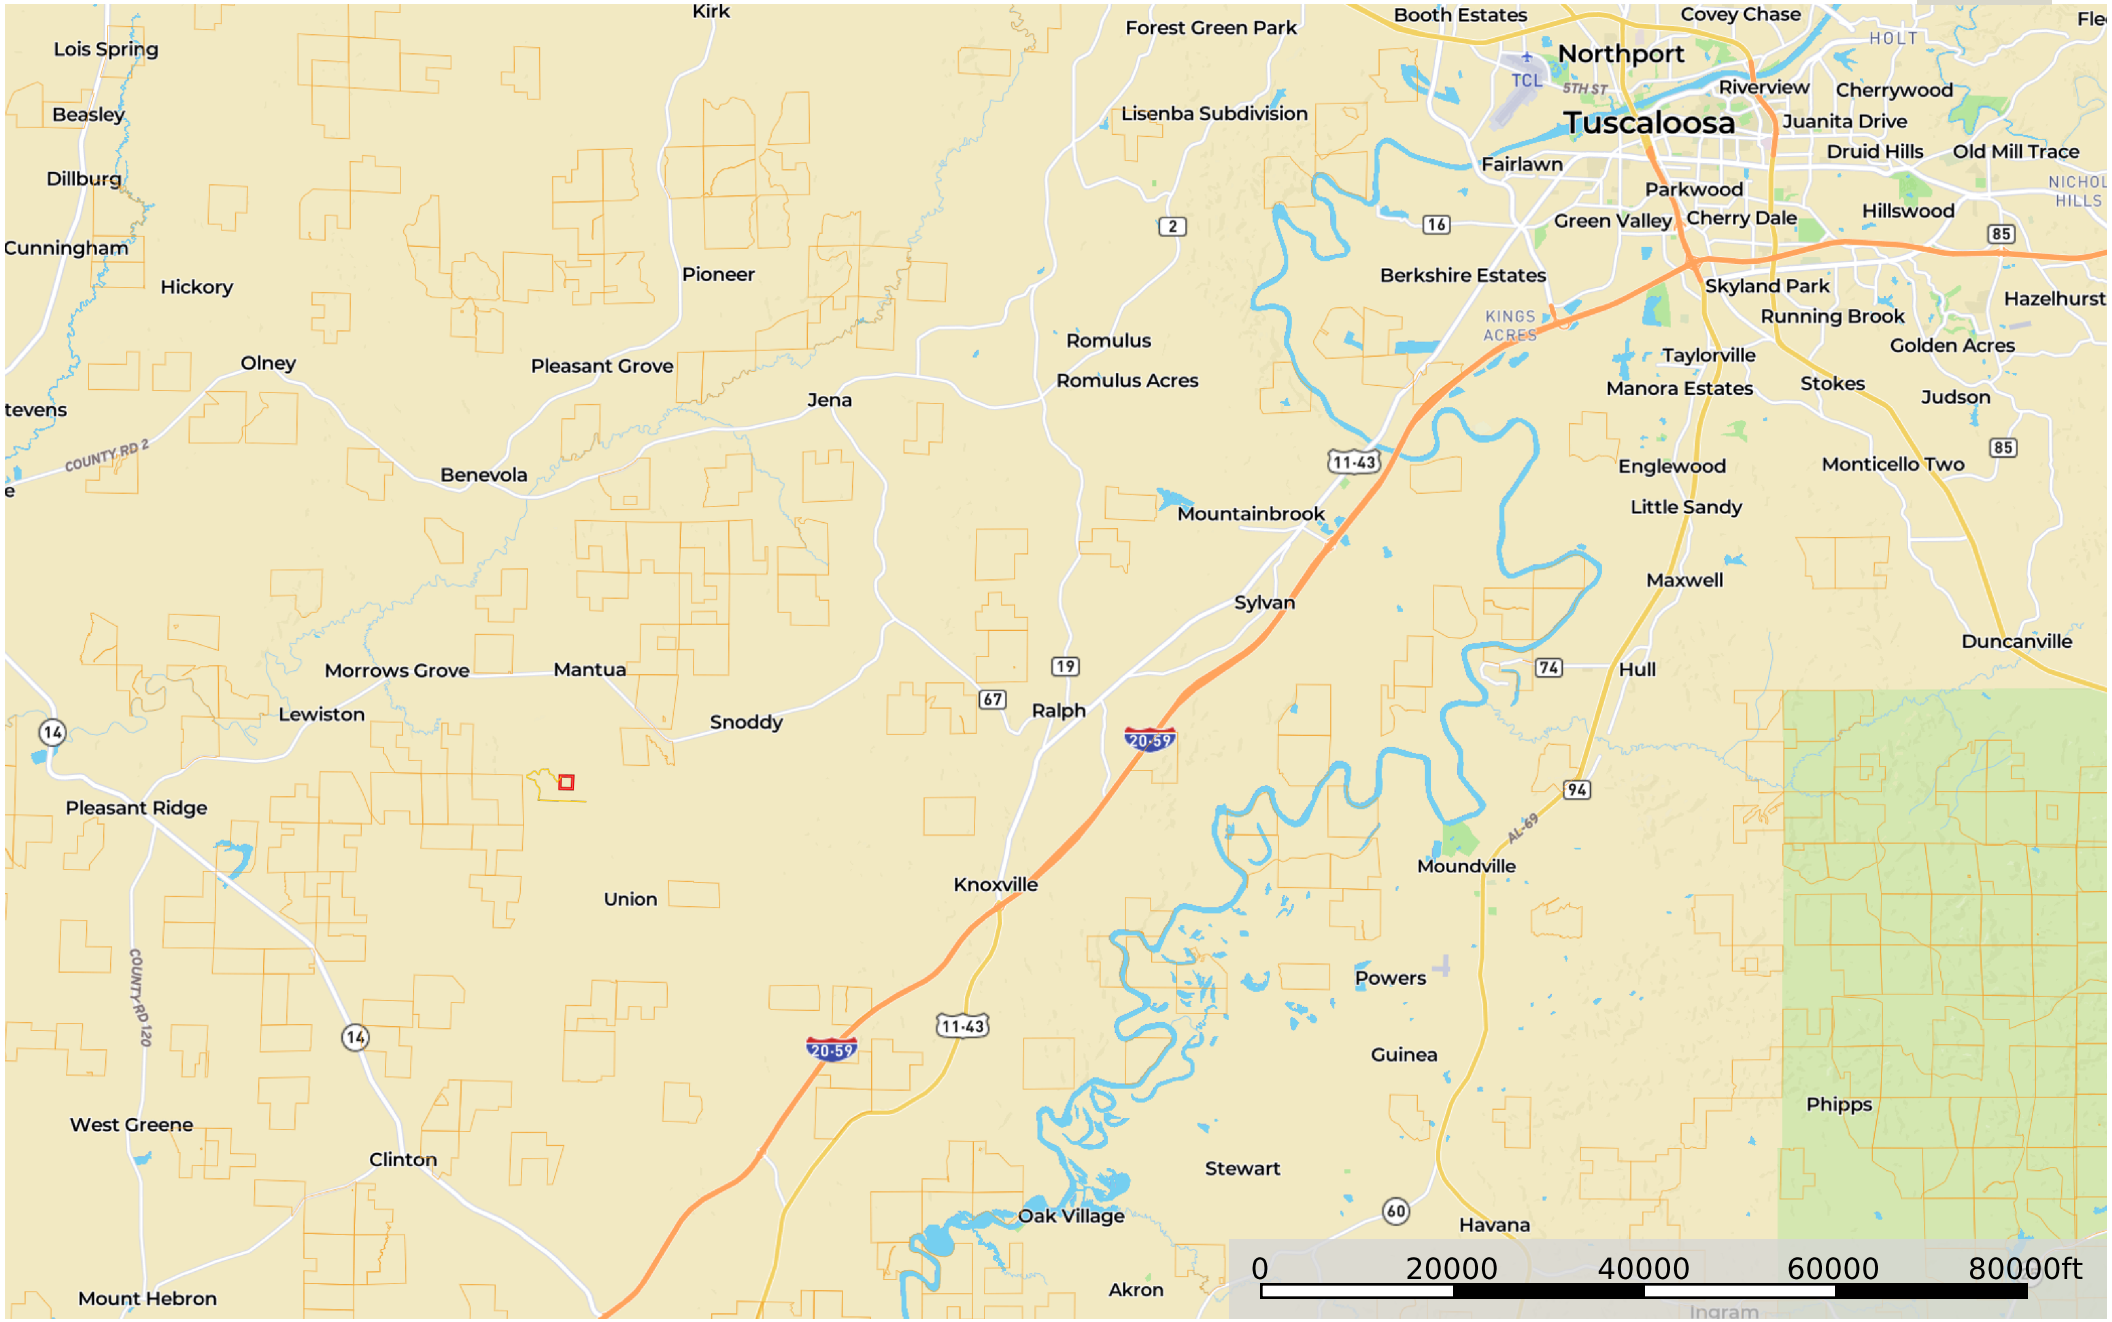 Kirk
Booth Estates
Covey Chase
Forest Green Park
Fle
Lois Spring
HOLT
Northport
TCL
5TH ST
Riverview
Cherrywood
Beasley
Lisenba Subdivision
Tuscaloosa
Juanita Drive
Druid Hills
Old Mill Trace
Fairlawn
Dillburg
Parkwood
NICHOL
HILLS
2
16
Green Valley
Cherry Dale
Hillswood
85
Cunningham
Hickory
Pioneer
Berkshire Estates
Skyland Park
Hazelhurst
KINGS
ACRES
Running Brook
Romulus
Golden Acres
Olney
Pleasant Grove
Taylorville
Romulus Acres
Manora Estates
Stokes
Judson
Jena
tevens
COUNTY RD 2
11-43
85
Benevola
Englewood
Monticello Two
e
Mountainbrook
Little Sandy
Maxwell
Sylvan
Duncanville
Morrows Grove
Mantua
19
74
Hull
67
Lewiston
Snoddy
Ralph
14
20-59
94
Pleasant Ridge
AL-69
Moundville
Union
Knoxville
COUNTY RD 120
Powers
14
11-43
20-59
Guinea
Phipps
West Greene
Clinton
Stewart
Oak Village
60
Havana
0
20000
40000
60000
80000ft
Akron
Mount Hebron
Ingram